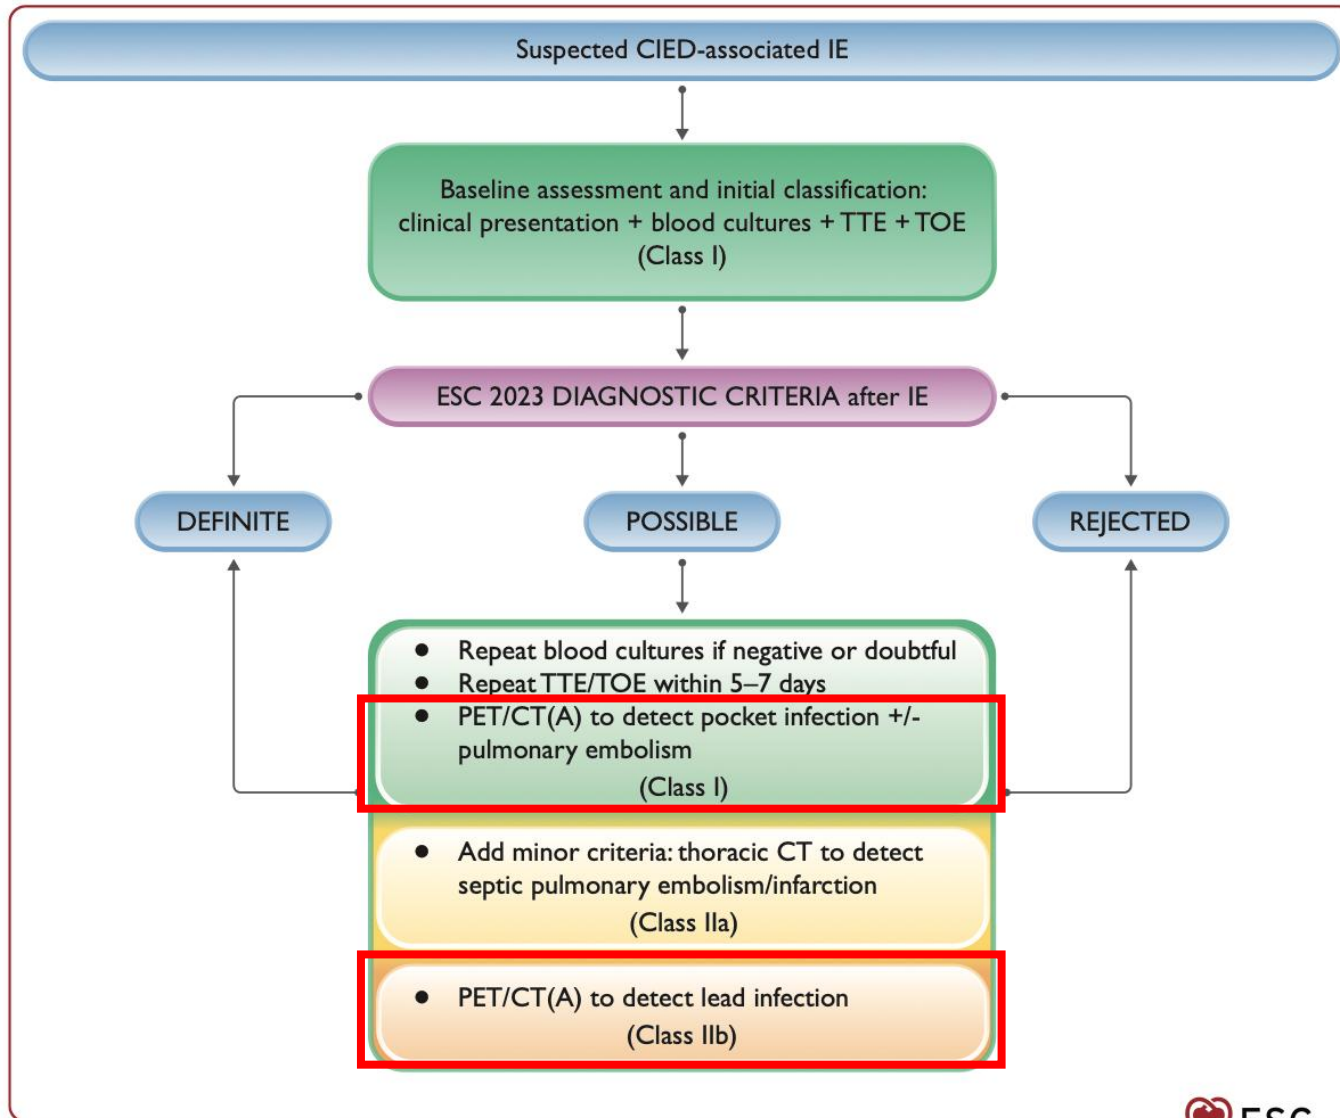 Suspected CIED-associated IE
Baseline assessment and initial classification:
clinical presentation + blood cultures + TTE + TOE
(Class I)
ESC 2023 DIAGNOSTIC CRITERIA after IE
DEFINITE
POSSIBLE
REJECTED
● Repeat blood cultures if negative or doubtful
● Repeat TTE/TOE within 5–7 days
● PET/CT(A) to detect pocket infection +/-
pulmonary embolism
(Class I)
● Add minor criteria: thoracic CT to detect
septic pulmonary embolism/infarction
(Class IIa)
● PET/CT(A) to detect lead infection
(Class IIb)
ESC